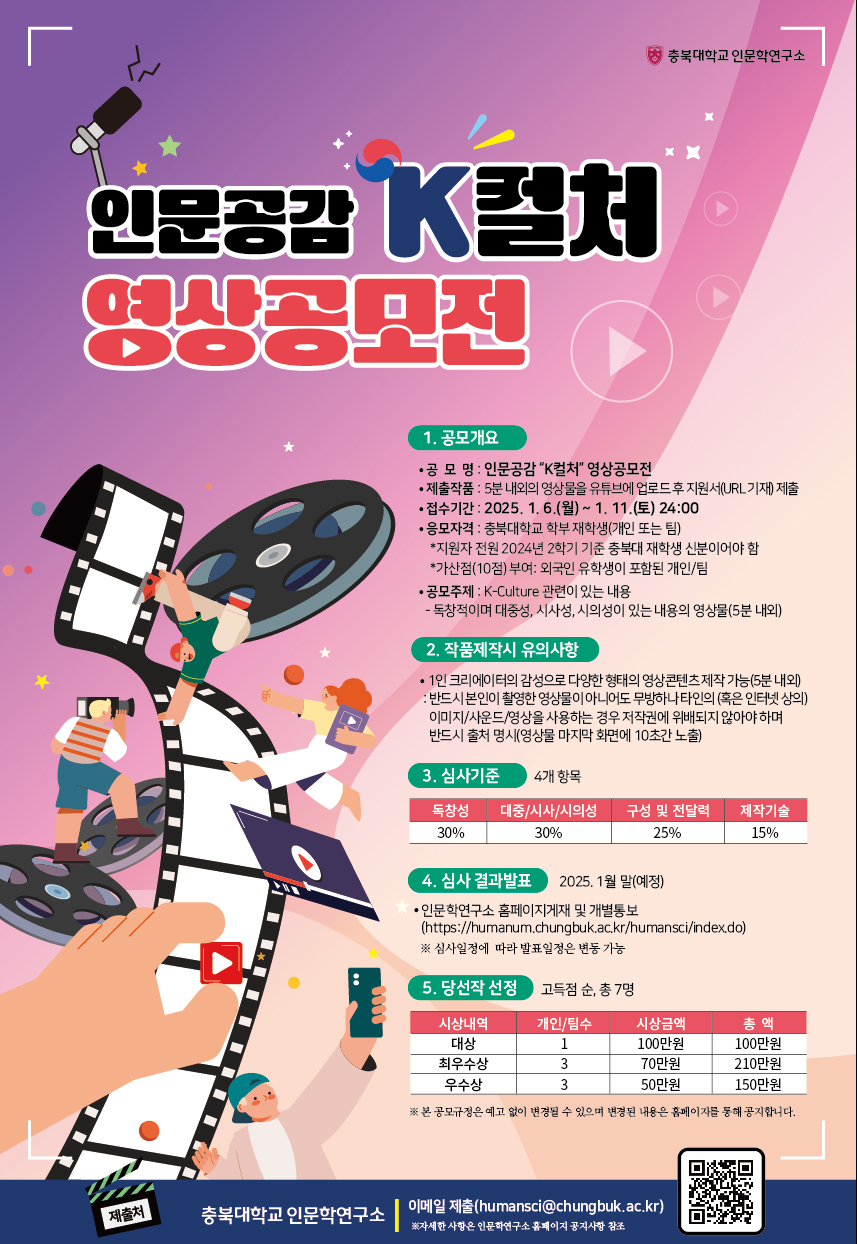 충북대학교 인문학연구소
인문공감 K컬처
영상공모전
1. 공모개요
• 공 모 명 : 인문공감 “K컬처” 영상공모전
• 제출작품 : 5분 내외의 영상물을 유튜브에 업로드 후 지원서(URL 기재) 제출
• 접수기간 : 2025. 1. 6.(월) ~ 1. 11.(토) 24:00
• 응모자격 : 충북대학교 학부 재학생(개인 또는 팀)
*지원자 전원 2024년 2학기 기준 충북대 재학생 신분이어야 함
*가산점(10점) 부여: 외국인 유학생이 포함된 개인/팀
• 공모주제 : K-Culture 관련이 있는 내용
- 독창적이며 대중성, 시사성, 시의성이 있는 내용의 영상물(5분 내외)
2. 작품제작시 유의사항
• 1인 크리에이터의 감성으로 다양한 형태의 영상콘텐츠 제작 가능(5분 내외)
: 반드시 본인이 촬영한 영상물이 아니어도 무방하나 타인의 (혹은 인터넷 상의)
이미지/사운드/영상을 사용하는 경우 저작권에 위배되지 않아야 하며
반드시 출처 명시(영상물 마지막 화면에 10초간 노출)
3. 심사기준 4개 항목
독창성 대중/시사/시의성 구성 및 전달력 제작기술
30% 30% 25% 15%
4. 심사 결과발표 2025. 1월 말(예정)
• 인문학연구소 홈페이지게재 및 개별통보
(https://humanum.chungbuk.ac.kr/humansci/index.do)
※ 심사일정에 따라 발표일정은 변동 가능
5. 당선작 선정 고득점 순, 총 7명
시상내역 개인/팀수 시상금액 총 액
대상 1 100만원 100만원
최우수상 3 70만원 210만원
우수상 3 50만원 150만원
※ 본 공모규정은 예고 없이 변경될 수 있으며 변경된 내용은 홈페이지를 통해 공지합니다.
제출처
충북대학교 인문학연구소
이메일 제출(humansci@chungbuk.ac.kr)
※자세한 사항은 인문학연구소 홈페이지 공지사항 참조